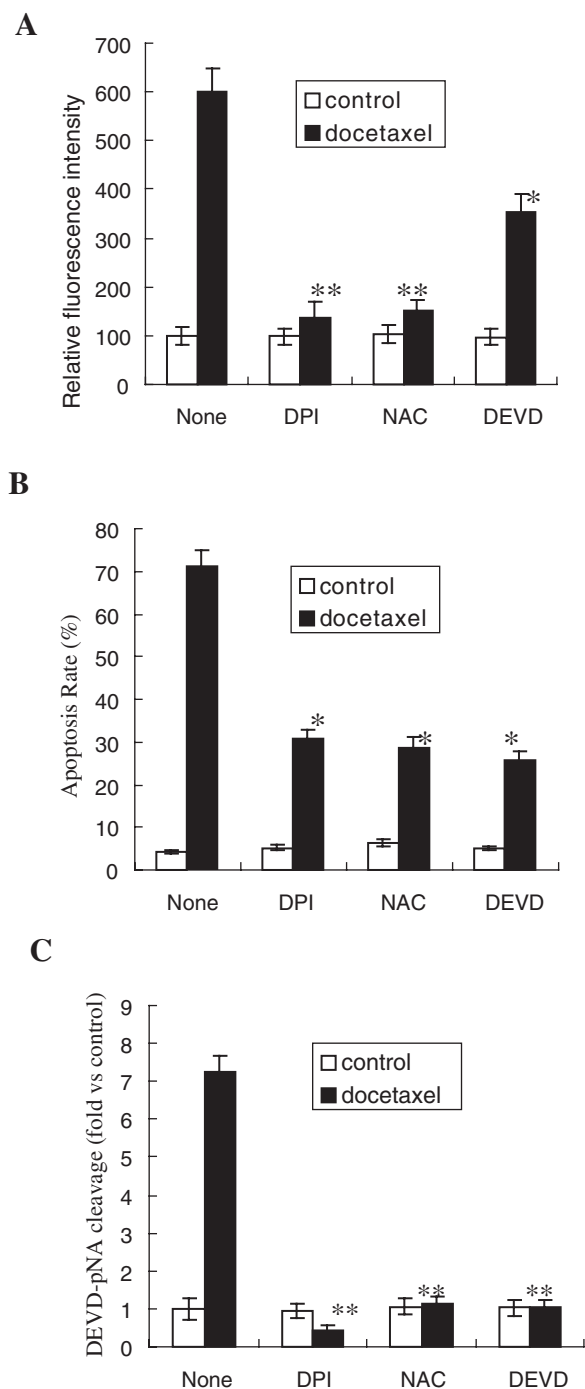 A
Relative fluorescence intensity
700
600
500
400
300
200
100
0
control
docetaxel
**
**
*
None DPI NAC DEVD
B
Apoptosis Rate (%)
80
70
60
50
40
30
20
10
0
control
docetaxel
*
*
*
None DPI NAC DEVD
C
DEVD-pNA cleavage (fold vs control)
9
8
7
6
5
4
3
2
1
0
control
docetaxel
**
**
**
None DPI NAC DEVD